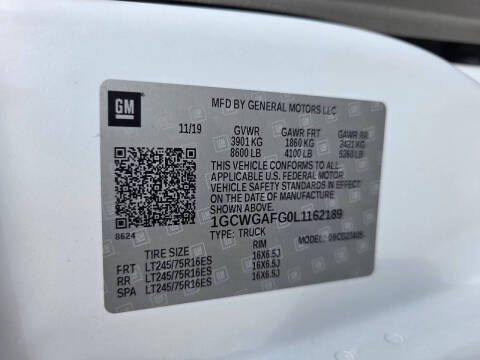 GM
MFD BY GENERAL MOTORS LLC
11/19 GVWR GAWR FRT GAWR RR
3901 KG 1860 KG 2421 KG
8600 LB 4100 LB LB
THIS VEHICLE CONFORMS TO ALL
APPLICABLE U.S. FEDERAL MOTOR
VEHICLE SAFETY STANDARDS IN EFFECT
ON THE DATE OF MANUFACTURE
SHOWN ABOVE.
1GCWGAFG0L1162189
8624
TYPE: TRUCK MODEL:
TIRE SIZE RIM
FRT LT245/75R16ES 16X6.5J
RR LT245/75R16ES 16X6.5J
SPA LT245/75R16ES 16X6.5J